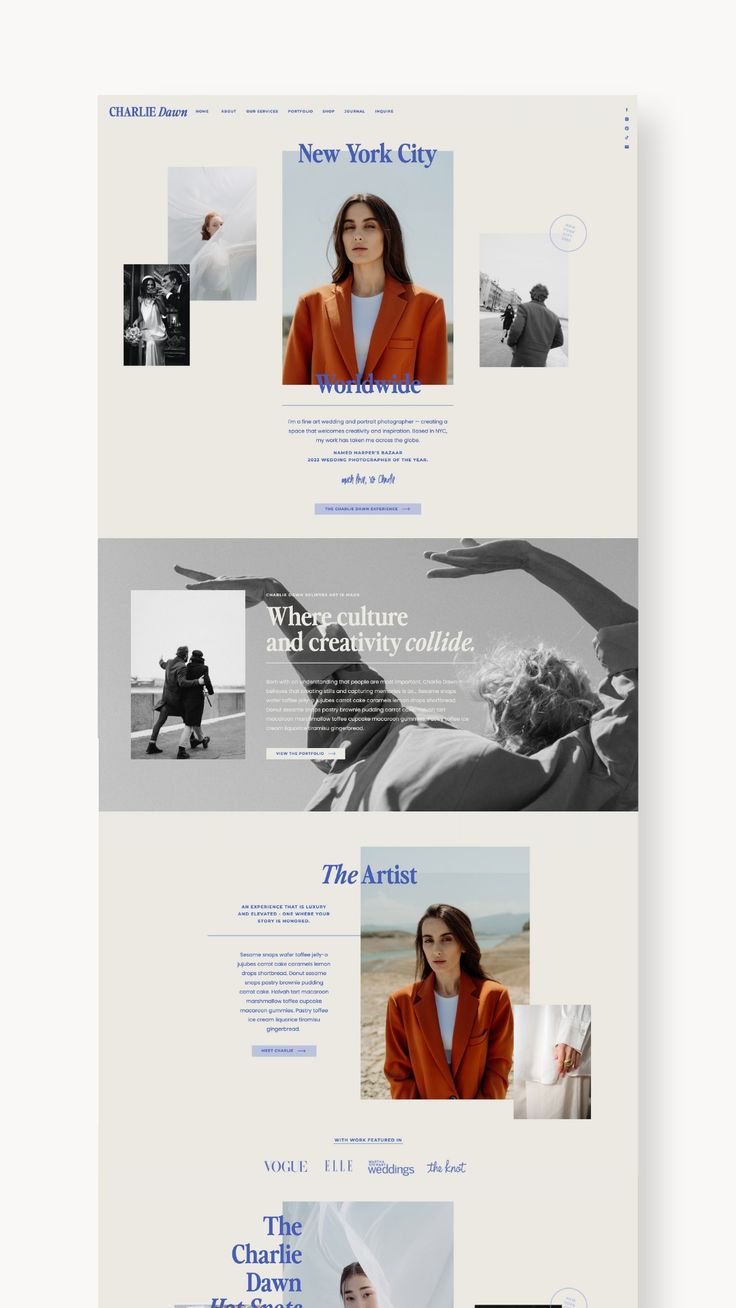 CHARLIE Dawn
HOME ABOUT OUR SERVICES PORTFOLIO SHOP JOURNAL INQUIRE
New York City
Worldwide
I'm a fine art wedding and portrait photographer — creating a
space that welcomes creativity and inspiration. Based in NYC,
my work has taken me across the globe.
NAMED HARPER'S BAZAAR
2022 WEDDING PHOTOGRAPHER OF THE YEAR.
much love, xo Charlie
THE CHARLIE DAWN EXPERIENCE
CHARLIE DAWN BELIEVES ART IS MADE
Where culture
and creativity collide.
Born with an understanding that people are most important, Charlie Dawn
believes that creating stills and capturing memories is as... Sesame snaps
wafer toffee jelly-o jujubes carrot cake caramels lemon drops shortbread.
Donut sesame snaps pastry brownie pudding carrot cake. Halvah tart
macaroon marshmallow toffee cupcake macaroon gummies. Pastry toffee ice
cream liquorice tiramisu gingerbread.
VIEW THE PORTFOLIO
The Artist
AN EXPERIENCE THAT IS LUXURY
AND ELEVATED - ONE WHERE YOUR
STORY IS HONORED.
Sesame snaps wafer toffee jelly-o
jujubes carrot cake caramels lemon
drops shortbread. Donut sesame
snaps pastry brownie pudding
carrot cake. Halvah tart macaroon
marshmallow toffee cupcake
macaroon gummies. Pastry toffee
ice cream liquorice tiramisu
gingerbread.
MEET CHARLIE
WITH WORK FEATURED IN
VOGUE ELLE MARTHA STEWART weddings the knot
The
Charlie
Dawn
Hot Spots